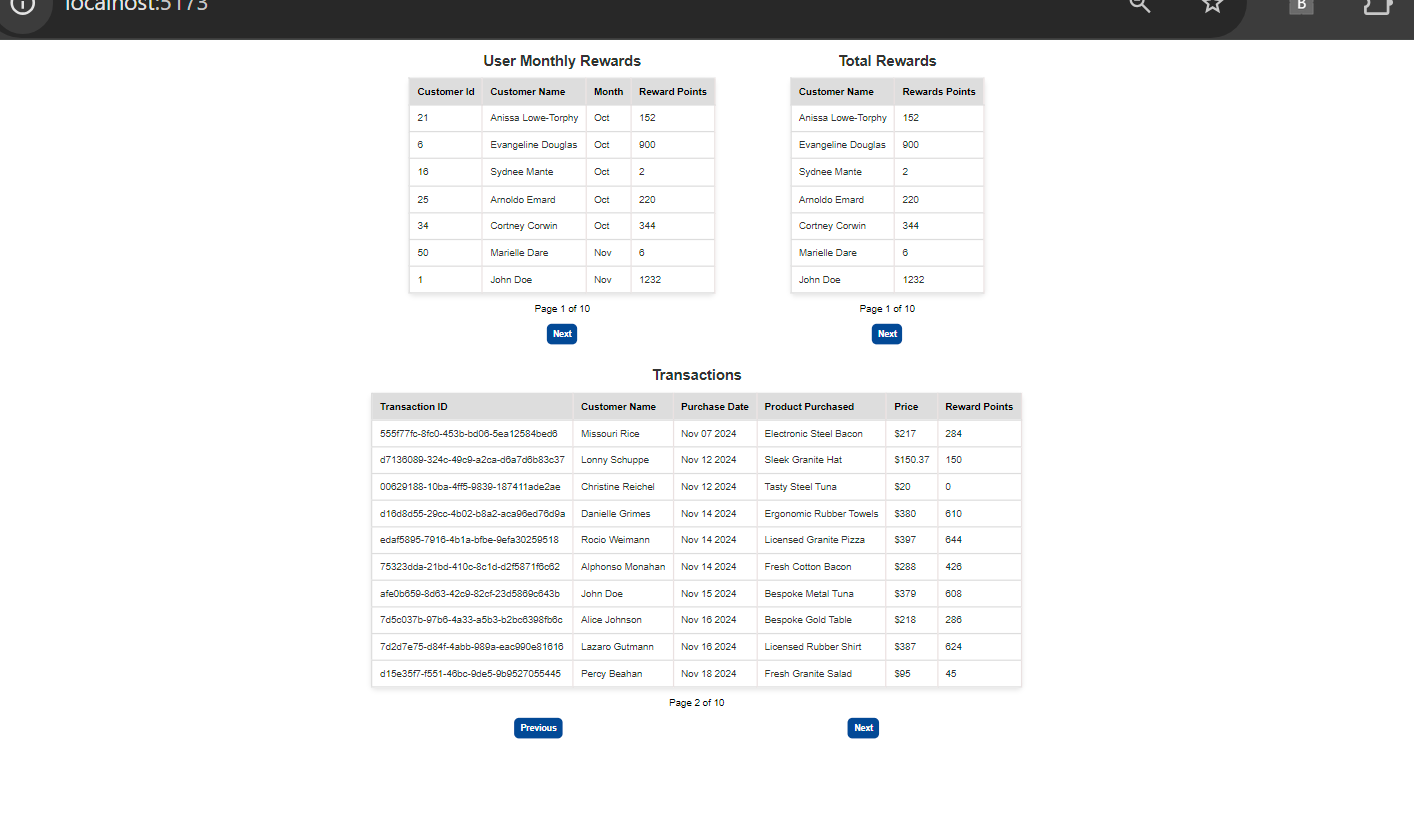 localhost:5173
B
User Monthly Rewards
Customer Id Customer Name Month Reward Points
21 Anissa Lowe-Torphy Oct 152
6 Evangeline Douglas Oct 900
16 Sydnee Mante Oct 2
25 Arnoldo Emard Oct 220
34 Cortney Corwin Oct 344
50 Marielle Dare Nov 6
1 John Doe Nov 1232
Page 1 of 10
Next
Total Rewards
Customer Name Rewards Points
Anissa Lowe-Torphy 152
Evangeline Douglas 900
Sydnee Mante 2
Arnoldo Emard 220
Cortney Corwin 344
Marielle Dare 6
John Doe 1232
Page 1 of 10
Next
Transactions
Transaction ID Customer Name Purchase Date Product Purchased Price Reward Points
555f77fc-8fc0-453b-bd06-5ea12584bed6 Missouri Rice Nov 07 2024 Electronic Steel Bacon $217 284
d7136089-324c-49c9-a2ca-d6a7d6b83c37 Lonny Schuppe Nov 12 2024 Sleek Granite Hat $150.37 150
00629188-10ba-4ff5-9839-187411ade2ae Christine Reichel Nov 12 2024 Tasty Steel Tuna $20 0
d16d8d55-29cc-4b02-b8a2-aca96ed76d9a Danielle Grimes Nov 14 2024 Ergonomic Rubber Towels $380 610
edaf5895-7916-4b1a-bfbe-9efa30259518 Rocio Weimann Nov 14 2024 Licensed Granite Pizza $397 644
75323dda-21bd-410c-8c1d-d2f5871f6c62 Alphonso Monahan Nov 14 2024 Fresh Cotton Bacon $288 426
afe0b659-8d63-42c9-82cf-23d5869c643b John Doe Nov 15 2024 Bespoke Metal Tuna $379 608
7d5c037b-97b6-4a33-a5b3-b2bc6398fb6c Alice Johnson Nov 16 2024 Bespoke Gold Table $218 286
7d2d7e75-d84f-4abb-989a-eac990e81616 Lazaro Gutmann Nov 16 2024 Licensed Rubber Shirt $387 624
d15e35f7-f551-46bc-9de5-9b9527055445 Percy Beahan Nov 18 2024 Fresh Granite Salad $95 45
Page 2 of 10
Previous Next